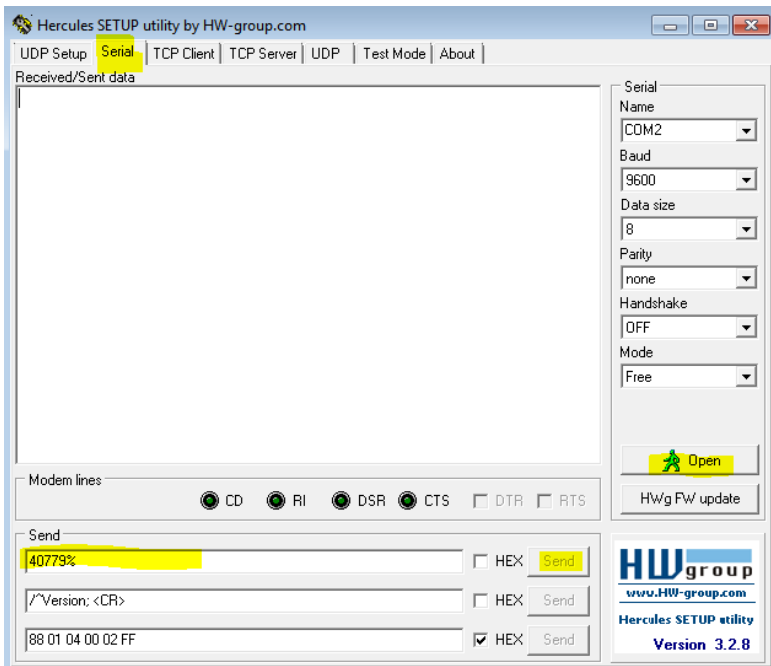 Hercules SETUP utility by HW-group.com
UDP Setup Serial TCP Client TCP Server UDP Test Mode About
Received/Sent data
Serial
Name
COM2
Baud
9600
Data size
8
Parity
none
Handshake
OFF
Mode
Free
Open
HWg FW update
Modem lines
CD RI DSR CTS DTR RTS
Send
40779% HEX Send
/~Version; <CR> HEX Send
88 01 04 00 02 FF HEX Send
HW group
www.HW-group.com
Hercules SETUP utility
Version 3.2.8